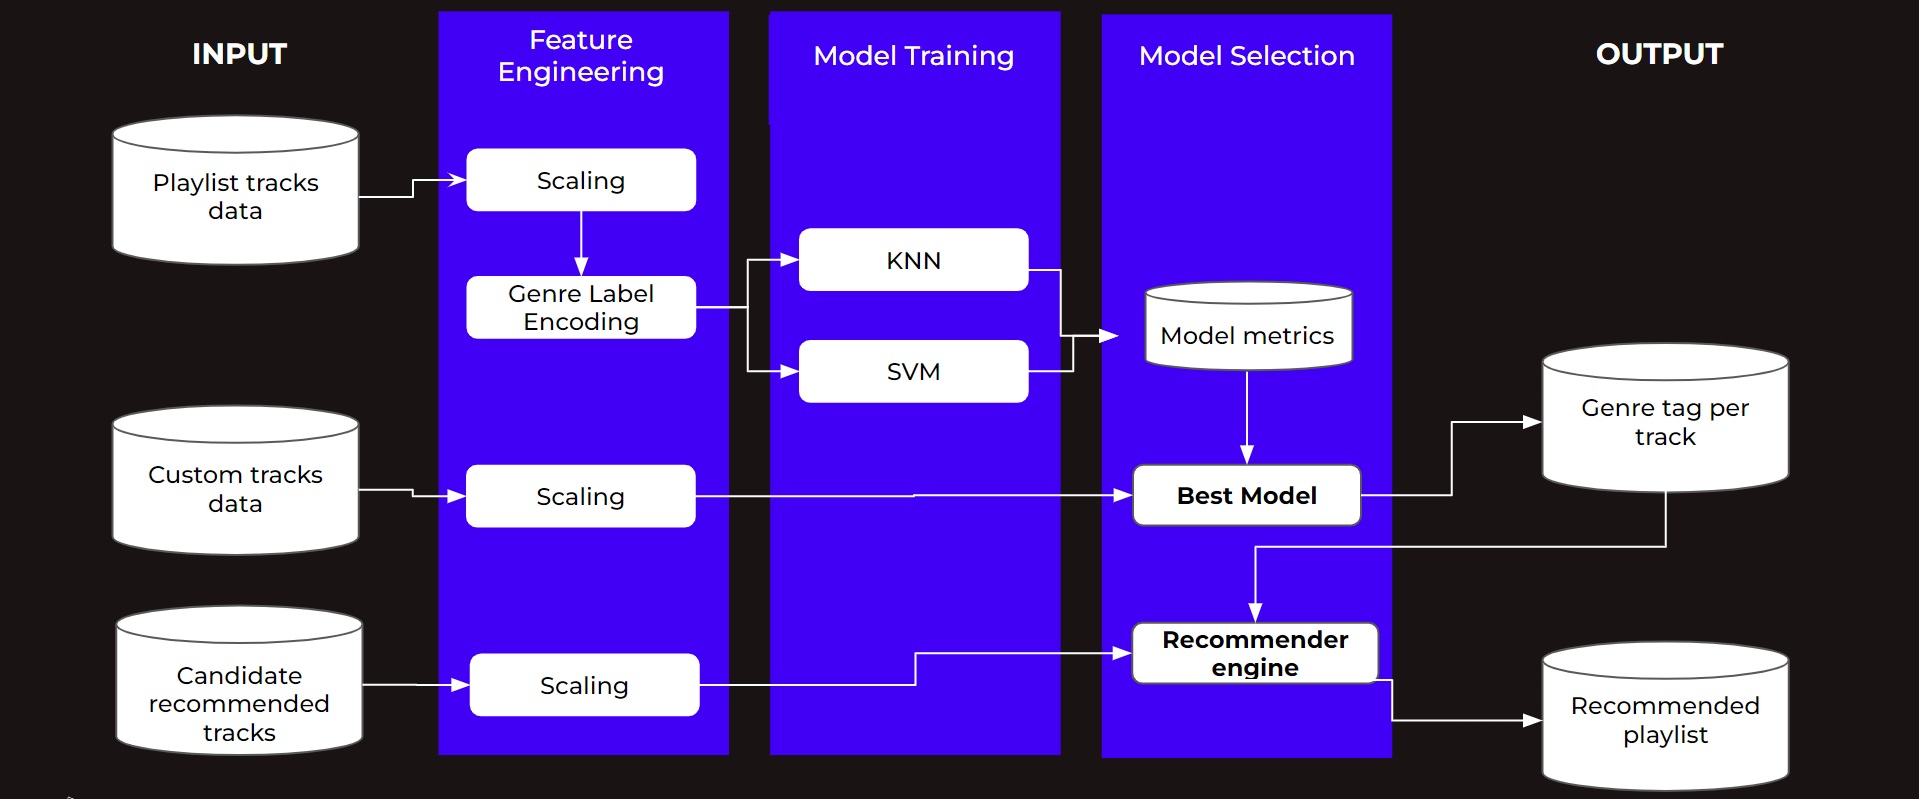 INPUT
Feature
Engineering
Model Training
Model Selection
OUTPUT
Playlist tracks
data
Scaling
Genre Label
Encoding
KNN
SVM
Model metrics
Genre tag per
track
Custom tracks
data
Scaling
Best Model
Candidate
recommended
tracks
Scaling
Recommender
engine
Recommended
playlist